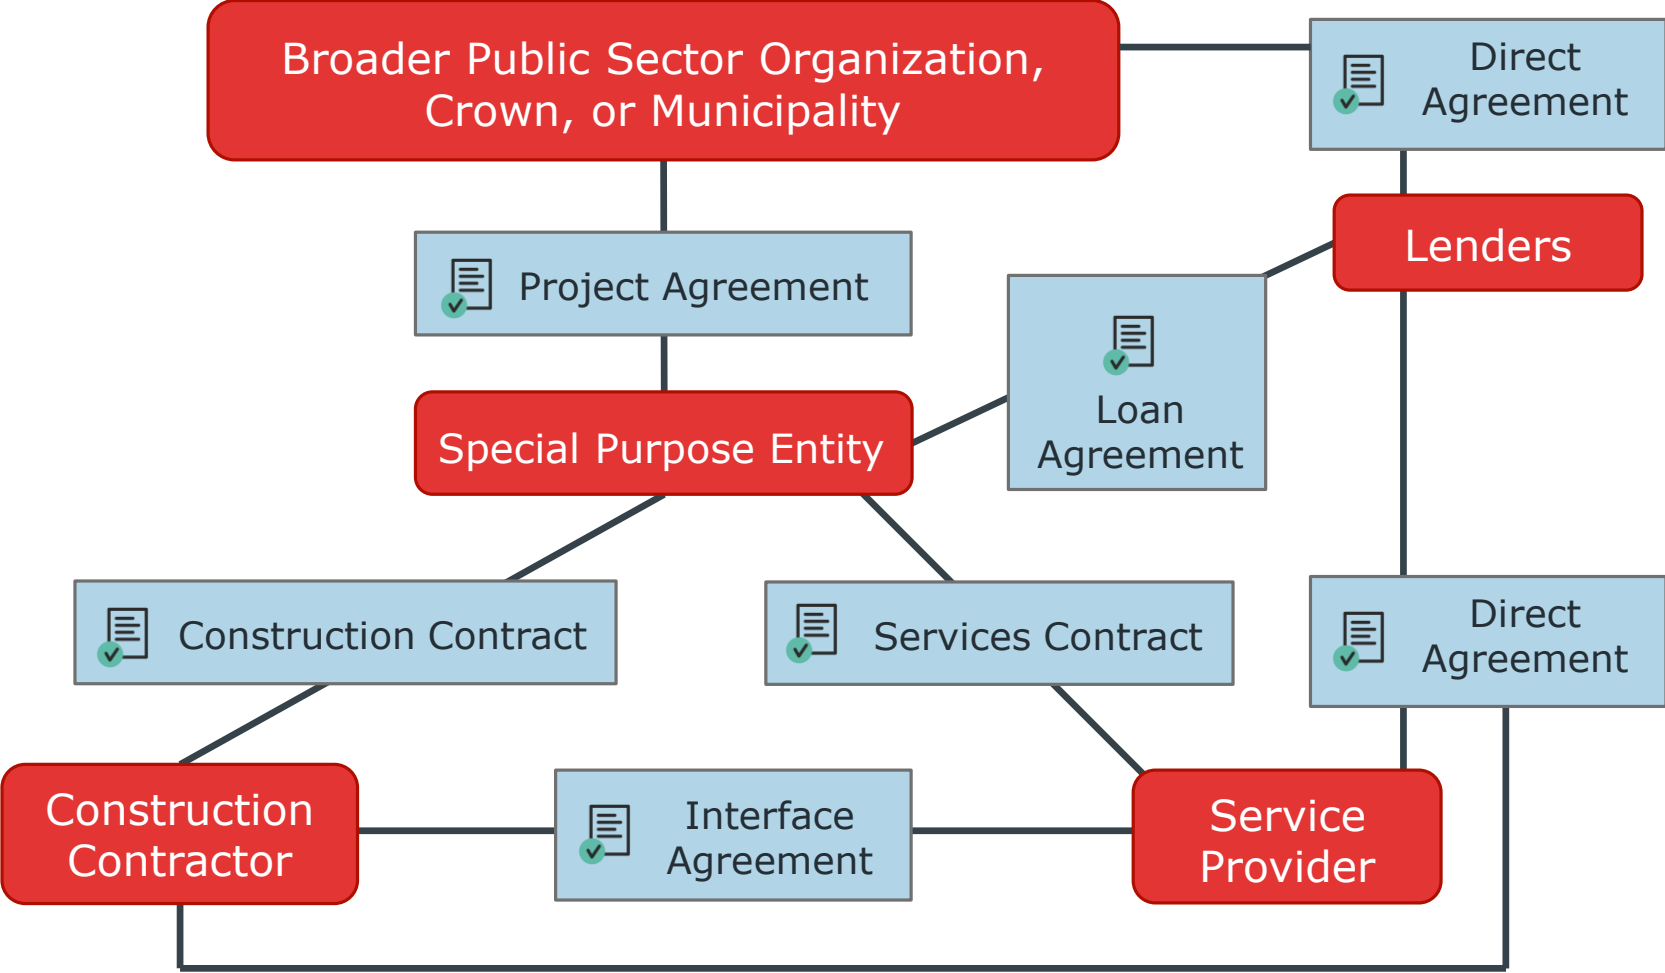 Broader Public Sector Organization,
Crown, or Municipality
Direct
Agreement
Lenders
Project Agreement
Loan
Agreement
Special Purpose Entity
Construction Contract
Services Contract
Direct
Agreement
Construction
Contractor
Interface
Agreement
Service
Provider